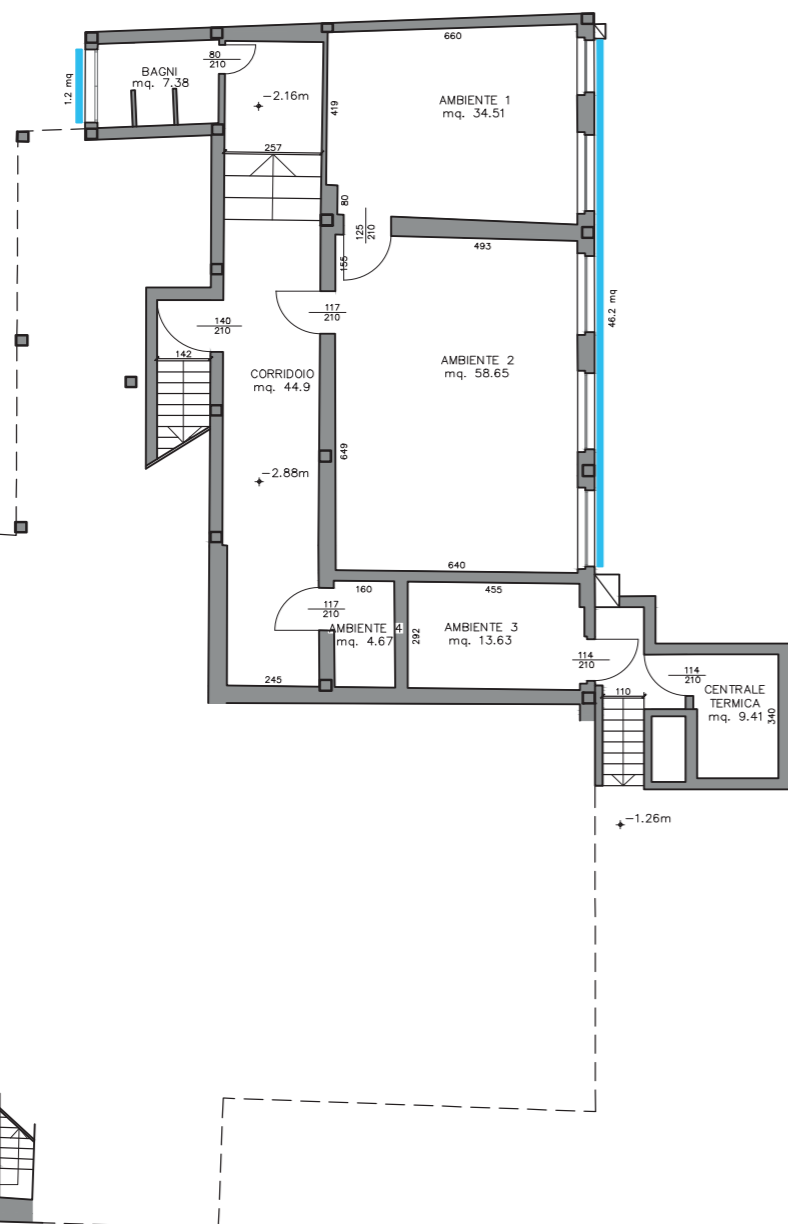 660
80
210
BAGNI
mq. 7.38
1.2 mq
-2.16m
AMBIENTE 1
mq. 34.51
419
257
80
125
210
493
155
46.2 mq
117
210
140
210
142
CORRIDOIO
mq. 44.9
AMBIENTE 2
mq. 58.65
649
-2.88m
640
160
455
117
210
AMBIENTE 4
mq. 4.67
292
AMBIENTE 3
mq. 13.63
114
210
114
210
245
110
CENTRALE
TERMICA
mq. 9.41
340
-1.26m